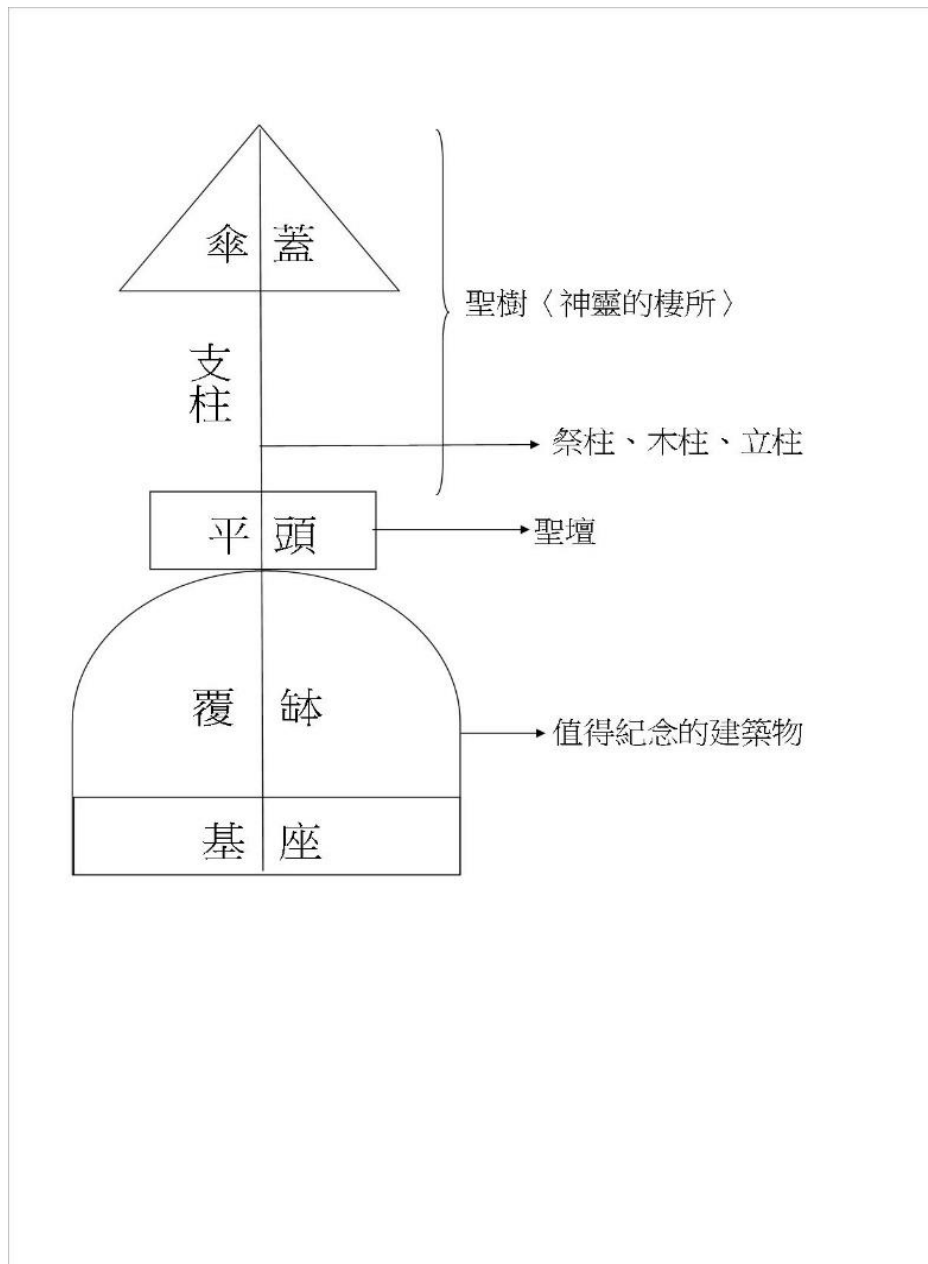 傘蓋
聖樹〈神靈的棲所〉
支柱
祭柱、木柱、立柱
平頭
聖壇
覆缽
值得紀念的建築物
基座